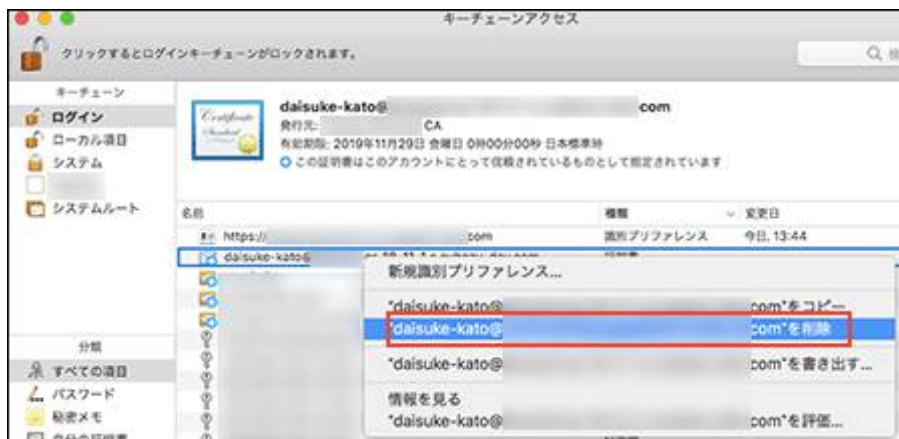 キーチェーンアクセス
クリックするとログインキーチェーンがロックされます。
キーチェーン
ログイン
ローカル項目
システム
システムルート
daisuke-kato@ com
発行元: CA
有効期限: 2019年11月29日 金曜日 0時00分00秒 日本標準時
この証明書はこのアカウントにとって信頼されているものとして指定されています
名前 種類 変更日
https:// com 識別プリファレンス 今日, 13:44
daisuke-kato@
新規識別プリファレンス...
"daisuke-kato@ com"をコピー
"daisuke-kato@ com"を削除
"daisuke-kato@ com"を書き出す...
情報を見る
"daisuke-kato@ com"を評価...
分類
すべての項目
パスワード
秘密メモ